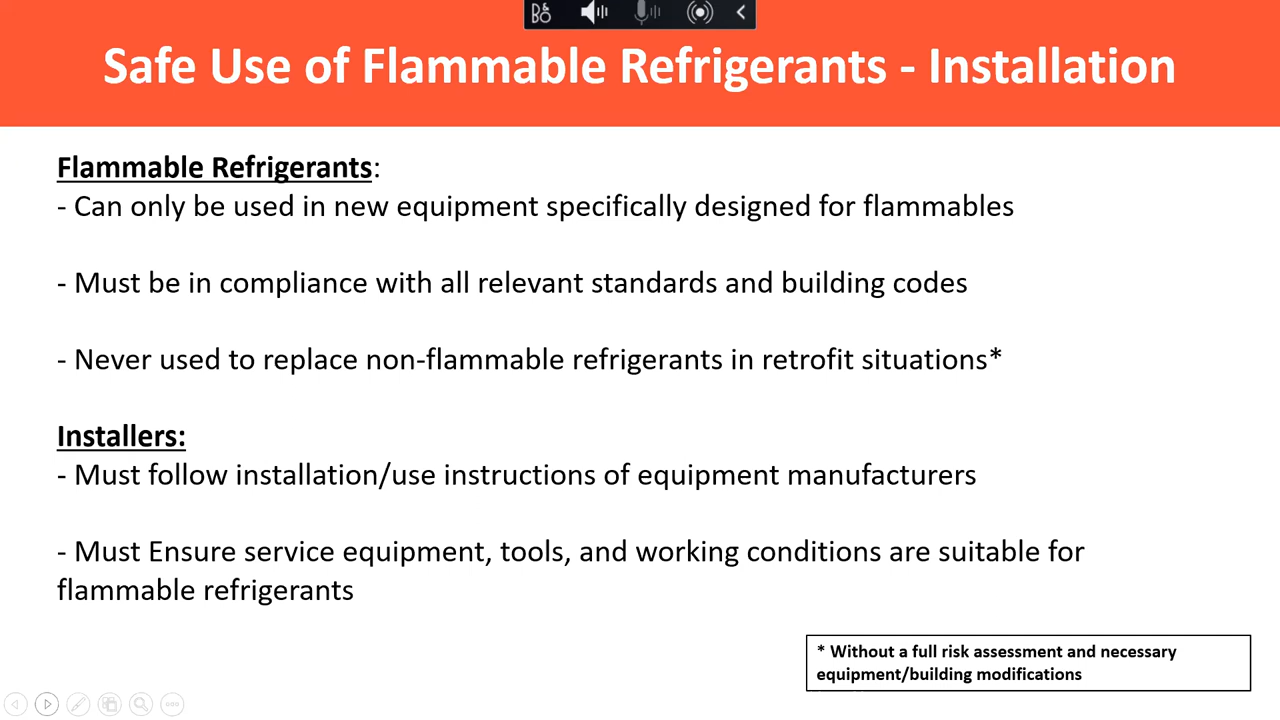 B&O
Safe Use of Flammable Refrigerants - Installation
Flammable Refrigerants:
- Can only be used in new equipment specifically designed for flammables
- Must be in compliance with all relevant standards and building codes
- Never used to replace non-flammable refrigerants in retrofit situations*
Installers:
- Must follow installation/use instructions of equipment manufacturers
- Must Ensure service equipment, tools, and working conditions are suitable for
flammable refrigerants
* Without a full risk assessment and necessary
equipment/building modifications